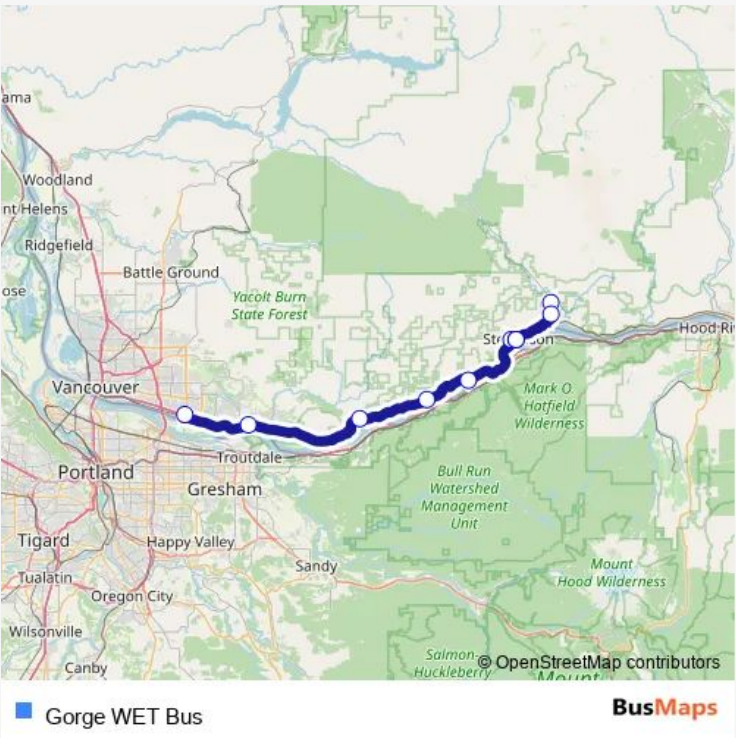 ama
Woodland
nt Helens
Ridgefield
Battle Ground
ose
Yacolt Burn
State Forest
Hood Ri
Vancouver
Mark O.
Hatfield
Wilderness
Troutdale
Portland
Gresham
Bull Run
Watershed
Management
Unit
Tigard
Happy Valley
Sandy
Mount
Hood Wilderness
Tualatin
Oregon City
Wilsonville
Canby
Salmon-
Huckleberry
© OpenStreetMap contributors
Mount
Gorge WET Bus
BusMaps